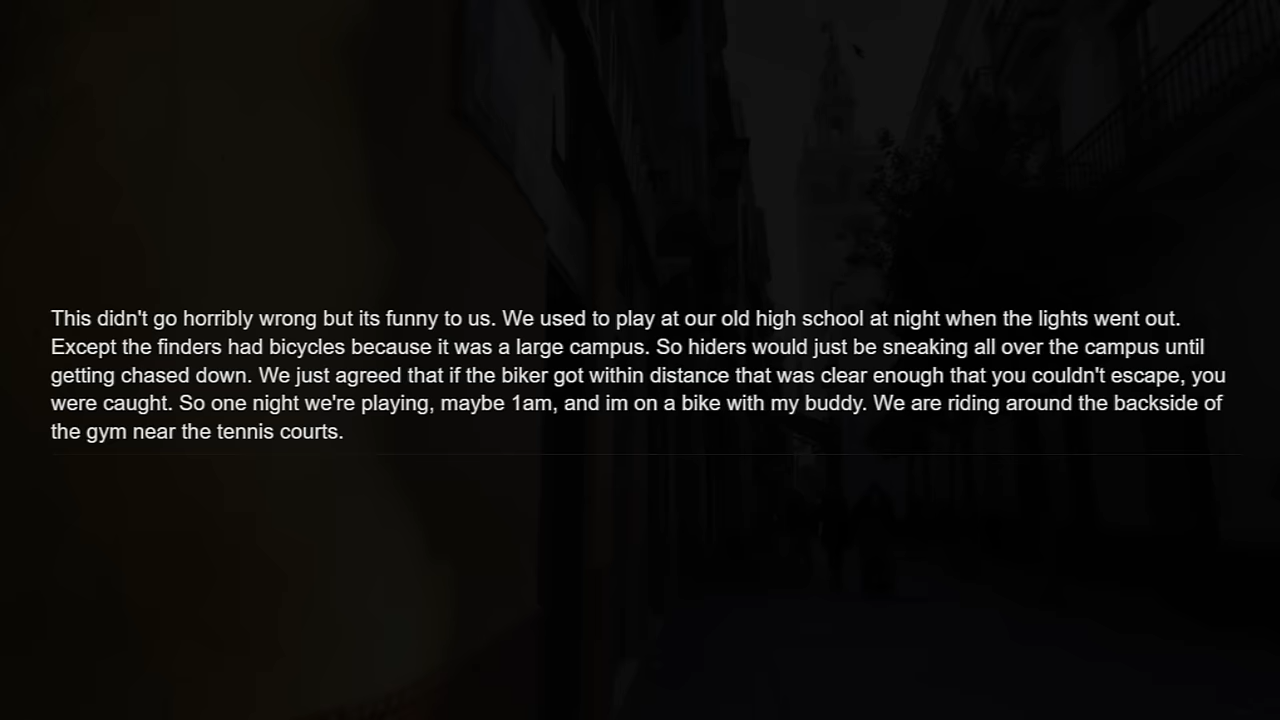 This didn't go horribly wrong but its funny to us. We used to play at our old high school at night when the lights went out.
Except the finders had bicycles because it was a large campus. So hiders would just be sneaking all over the campus until
getting chased down. We just agreed that if the biker got within distance that was clear enough that you couldn't escape, you
were caught. So one night we're playing, maybe 1am, and im on a bike with my buddy. We are riding around the backside of
the gym near the tennis courts.